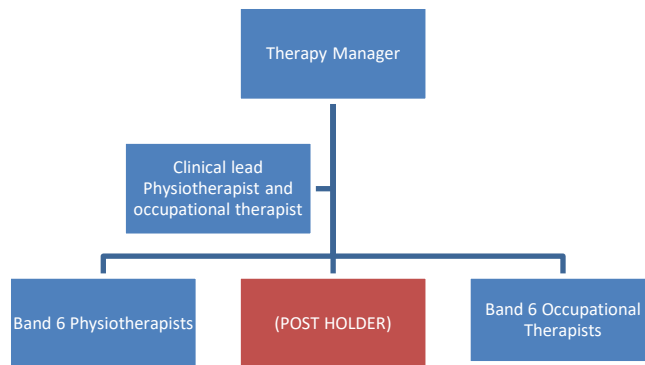 Therapy Manager
Clinical lead
Physiotherapist and
occupational therapist
Band 6 Physiotherapists
(POST HOLDER)
Band 6 Occupational
Therapists